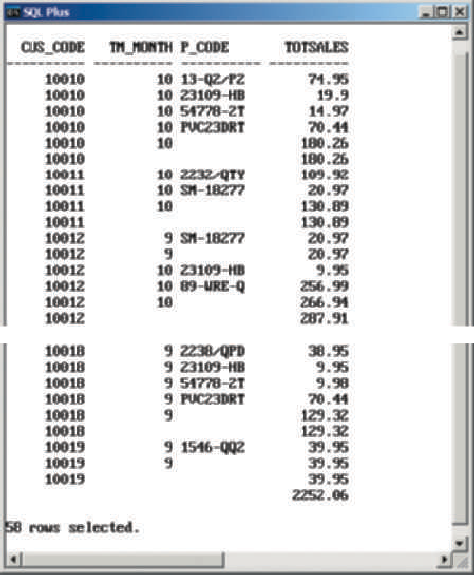 SQL Plus
CUS_CODE TM_MONTH P_CODE TOTSALES
10010 10 13-Q2/P2 74.95
10010 10 23109-HB 19.9
10010 10 54778-2T 14.97
10010 10 PVC23DRT 70.44
10010 10 180.26
10010 180.26
10011 10 2232/QTY 109.92
10011 10 SM-18277 20.97
10011 10 130.89
10011 130.89
10012 9 SM-18277 20.97
10012 9 20.97
10012 10 23109-HB 9.95
10012 10 89-WRE-Q 256.99
10012 10 266.94
10012 287.91
10018 9 2238/QPD 38.95
10018 9 23109-HB 9.95
10018 9 54778-2T 9.98
10018 9 PVC23DRT 70.44
10018 9 129.32
10018 129.32
10019 9 1546-QQ2 39.95
10019 9 39.95
10019 39.95
2252.06
58 rows selected.